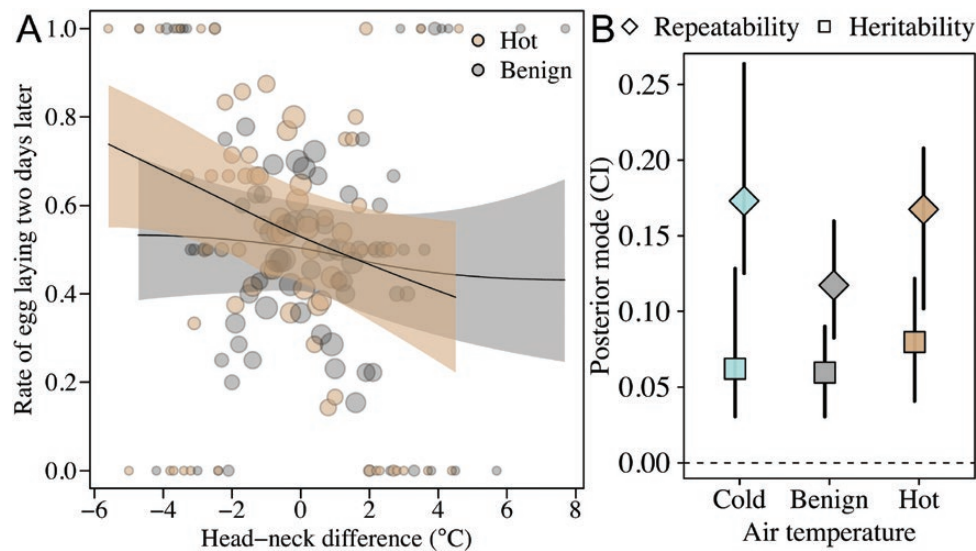 A
Hot
Benign
Rate of egg laying two days later
1.0
0.8
0.6
0.4
0.2
0.0
−6
−4
−2
0
2
4
6
8
Head−neck difference (°C)
B
Repeatability
Heritability
Posterior mode (CI)
0.25
0.20
0.15
0.10
0.05
0.00
Cold
Benign
Hot
Air temperature